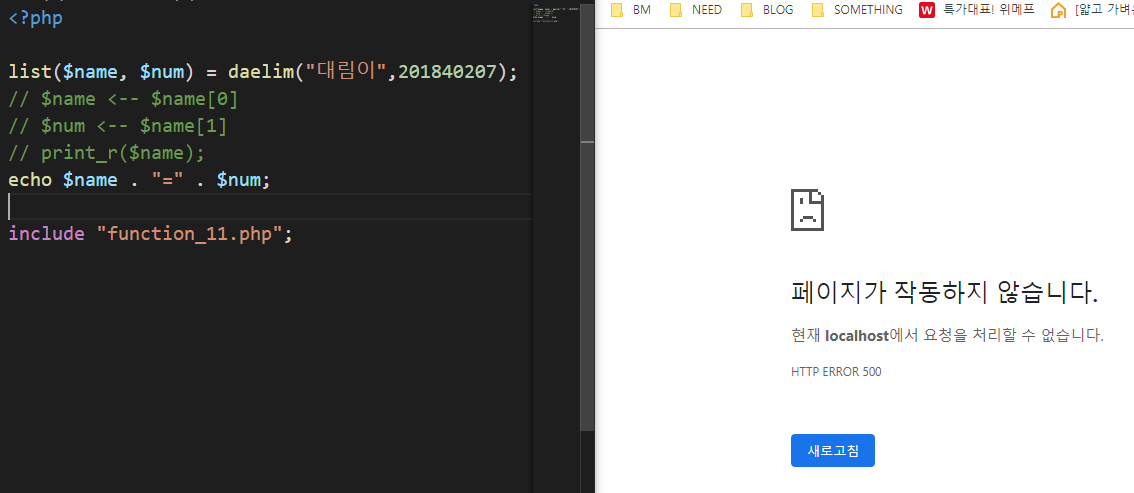 <?php
list($name, $num) = daelim("대림이",201840207);
// $name <-- $name[0]
// $num <-- $name[1]
// print_r($name);
echo $name . "=" . $num;
include "function_11.php";
BM NEED BLOG SOMETHING 특가대표! 위메프 [얇고 가벼운
페이지가 작동하지 않습니다.
현재 localhost에서 요청을 처리할 수 없습니다.
HTTP ERROR 500
새로고침